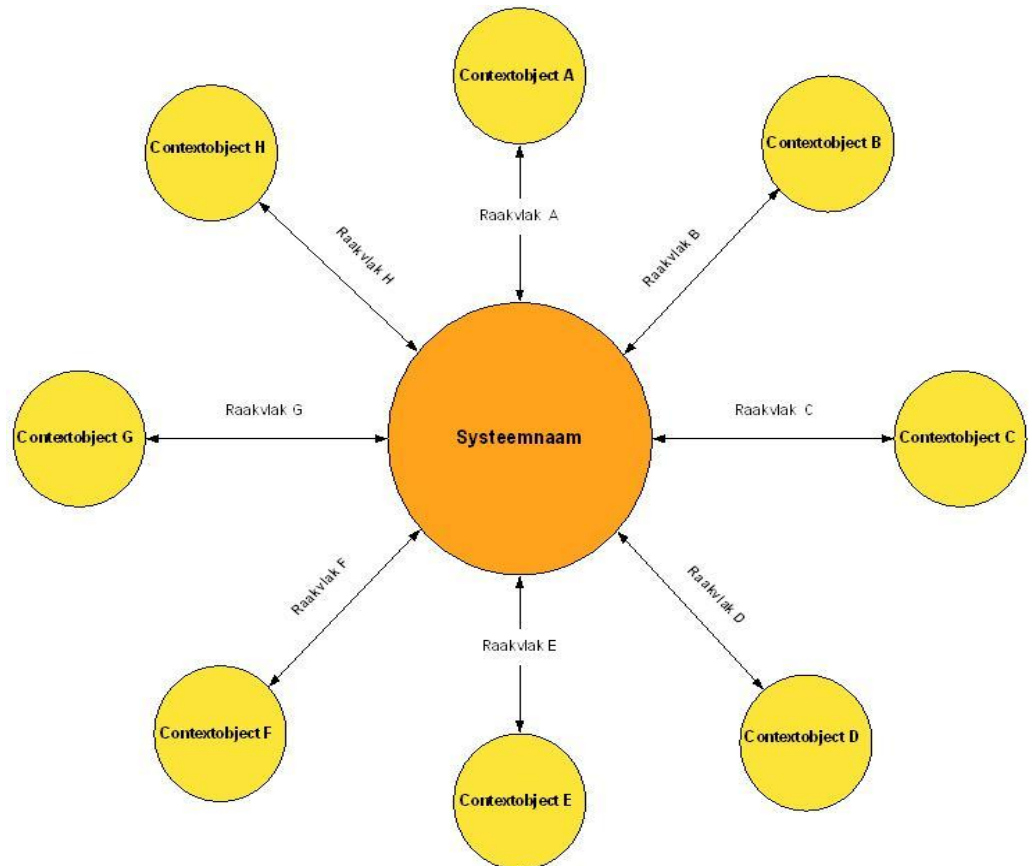 Contextobject A
Contextobject B
Contextobject H
Raakvlak A
Raakvlak B
Raakvlak H
Raakvlak G
Raakvlak C
Contextobject G
Systeemnaam
Contextobject C
Raakvlak F
Raakvlak D
Raakvlak E
Contextobject F
Contextobject D
Contextobject E